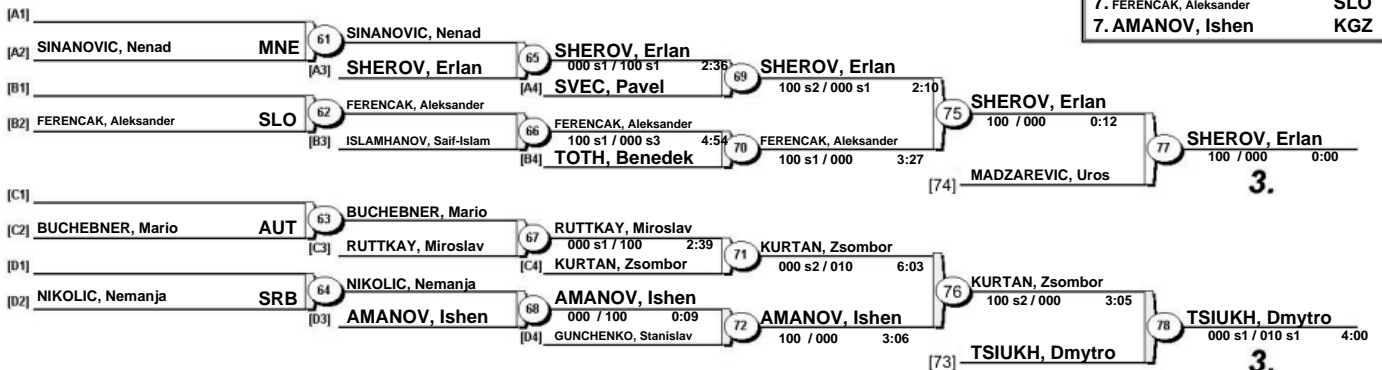 7. FERENCAK, Aleksander SLO
7. AMANOV, Ishen KGZ
[A1]
[A2] SINANOVIC, Nenad MNE
61
SINANOVIC, Nenad
[A3] SHEROV, Erlan
65
SHEROV, Erlan
000 s1 / 100 s1 2:36
[A4] SVEC, Pavel
69
SHEROV, Erlan
100 s2 / 000 s1 2:10
[B1]
[B2] FERENCAK, Aleksander SLO
62
FERENCAK, Aleksander
[B3] ISLAMHANOV, Saif-Islam
66
FERENCAK, Aleksander
100 s1 / 000 s3 4:54
[B4] TOTH, Benedek
70
FERENCAK, Aleksander
100 s1 / 000 3:27
75
SHEROV, Erlan
100 / 000 0:12
[74] MADZAREVIC, Uros
77
SHEROV, Erlan
100 / 000 0:00
3.
[C1]
[C2] BUCHEBNER, Mario AUT
63
BUCHEBNER, Mario
[C3] RUTTKAY, Miroslav
67
RUTTKAY, Miroslav
000 s1 / 100 2:39
[C4] KURTAN, Zsombor
71
KURTAN, Zsombor
000 s2 / 010 6:03
[D1]
[D2] NIKOLIC, Nemanja SRB
64
NIKOLIC, Nemanja
[D3] AMANOV, Ishen
68
AMANOV, Ishen
000 / 100 0:09
[D4] GUNCHENKO, Stanislav
72
AMANOV, Ishen
100 / 000 3:06
76
KURTAN, Zsombor
100 s2 / 000 3:05
[73] TSIUKH, Dmytro
78
TSIUKH, Dmytro
000 s1 / 010 s1 4:00
3.